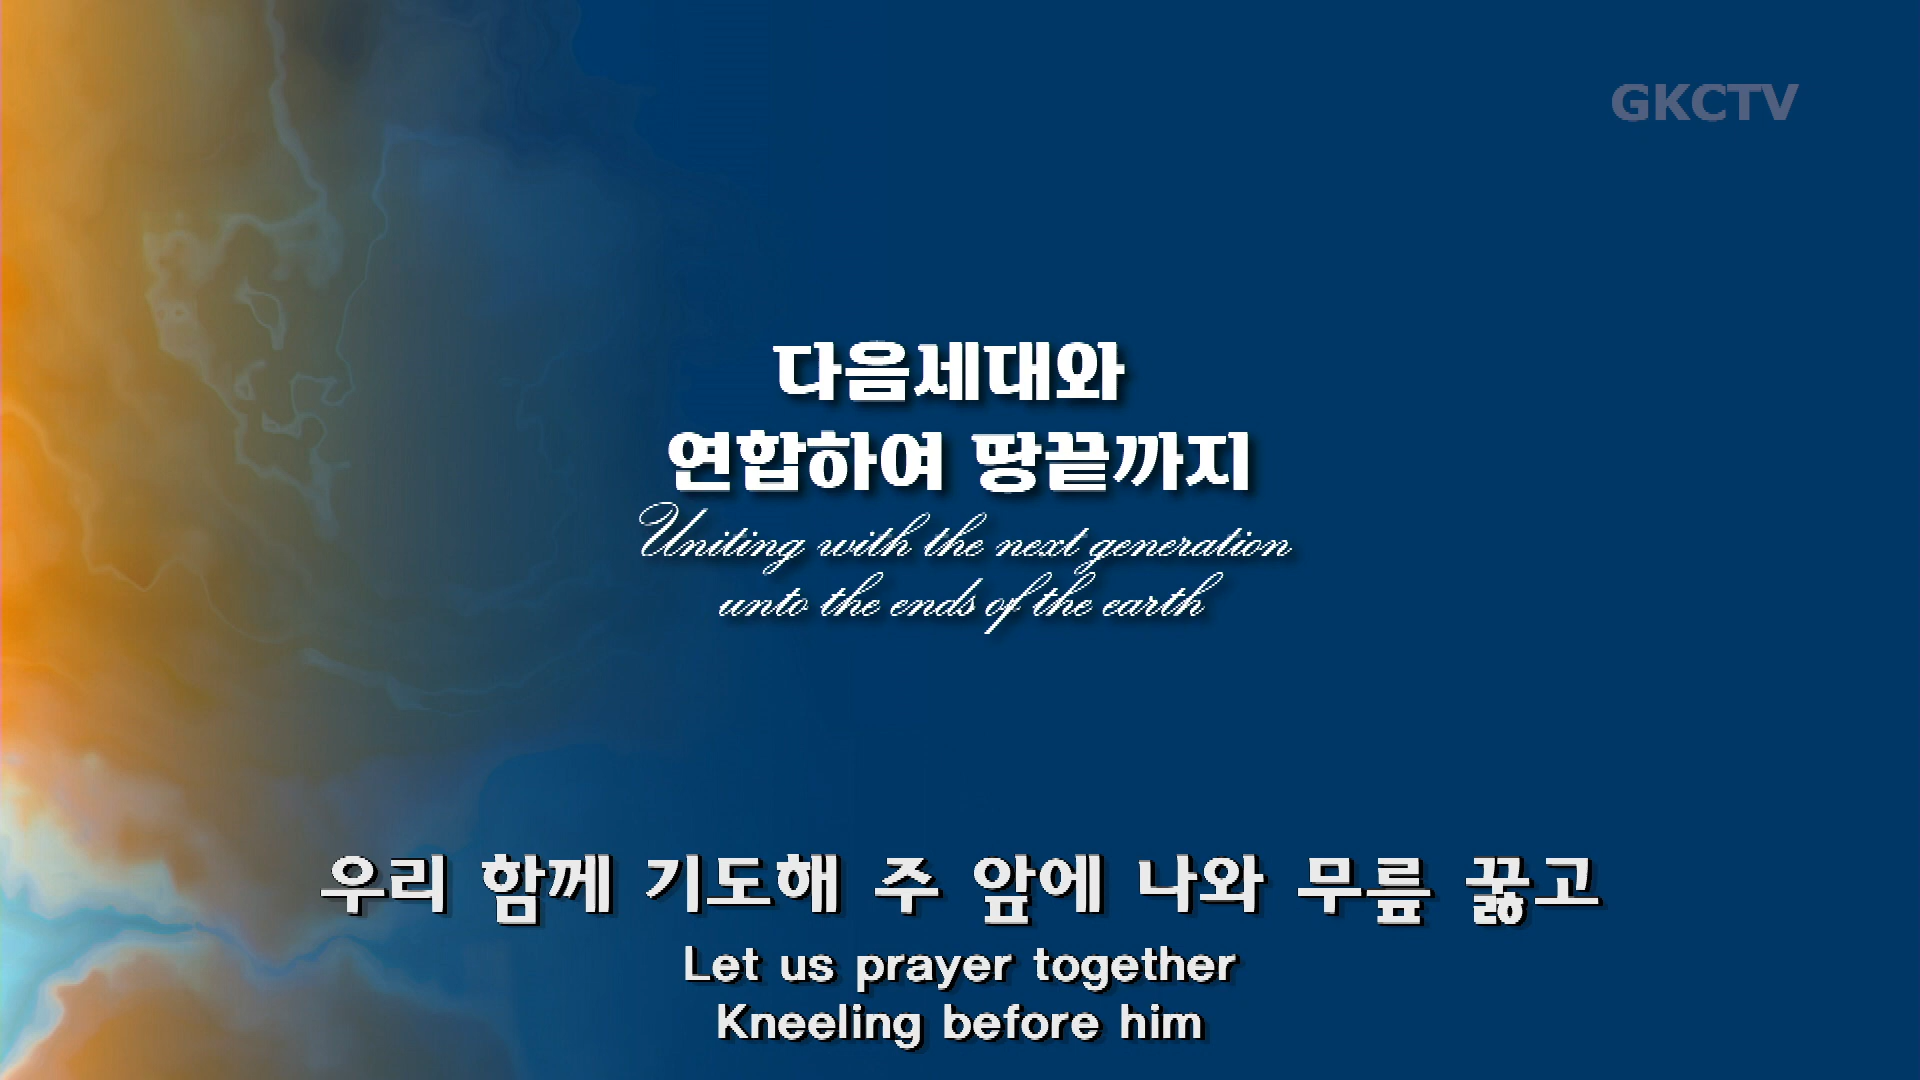 GKCTV
다음세대와
연합하여 땅끝까지
Uniting with the next generation
unto the ends of the earth
우리 함께 기도해 주 앞에 나와 무릎 꿇고
Let us prayer together
Kneeling before him